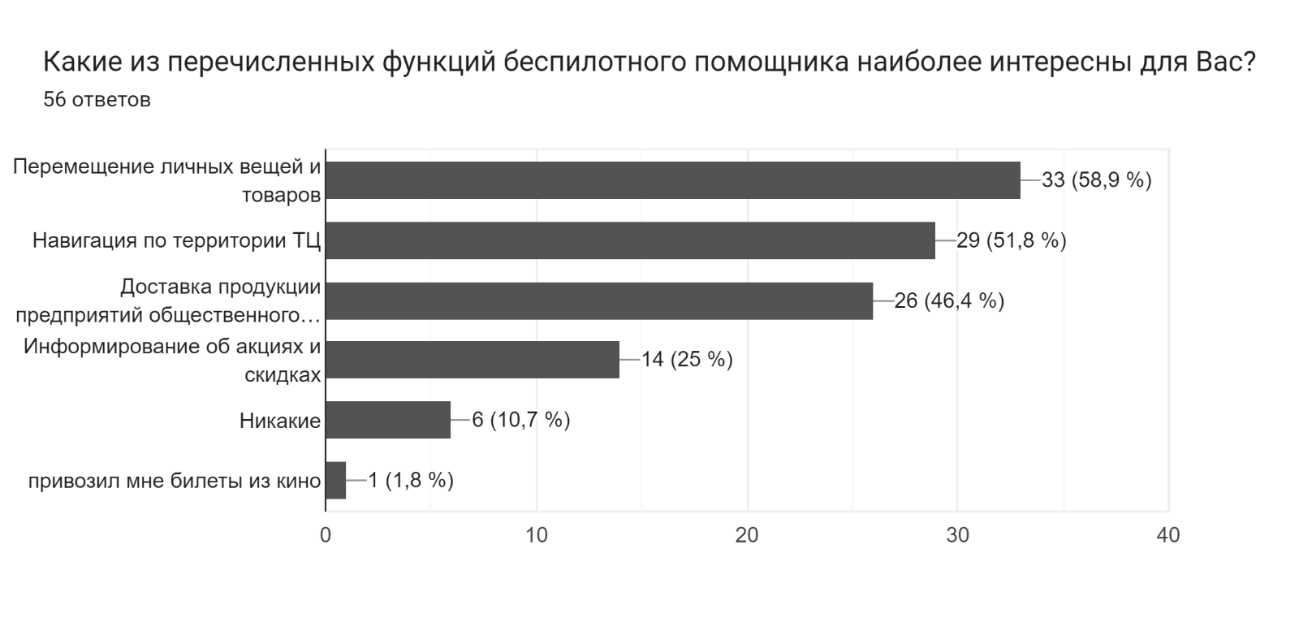 Какие из перечисленных функций беспилотного помощника наиболее интересны для Вас?
56 ответов
Перемещение личных вещей и
товаров
33 (58,9 %)
Навигация по территории ТЦ
29 (51,8 %)
Доставка продукции
предприятий общественного…
26 (46,4 %)
Информирование об акциях и
скидках
14 (25 %)
Никакие
6 (10,7 %)
привозил мне билеты из кино
1 (1,8 %)
0 10 20 30 40